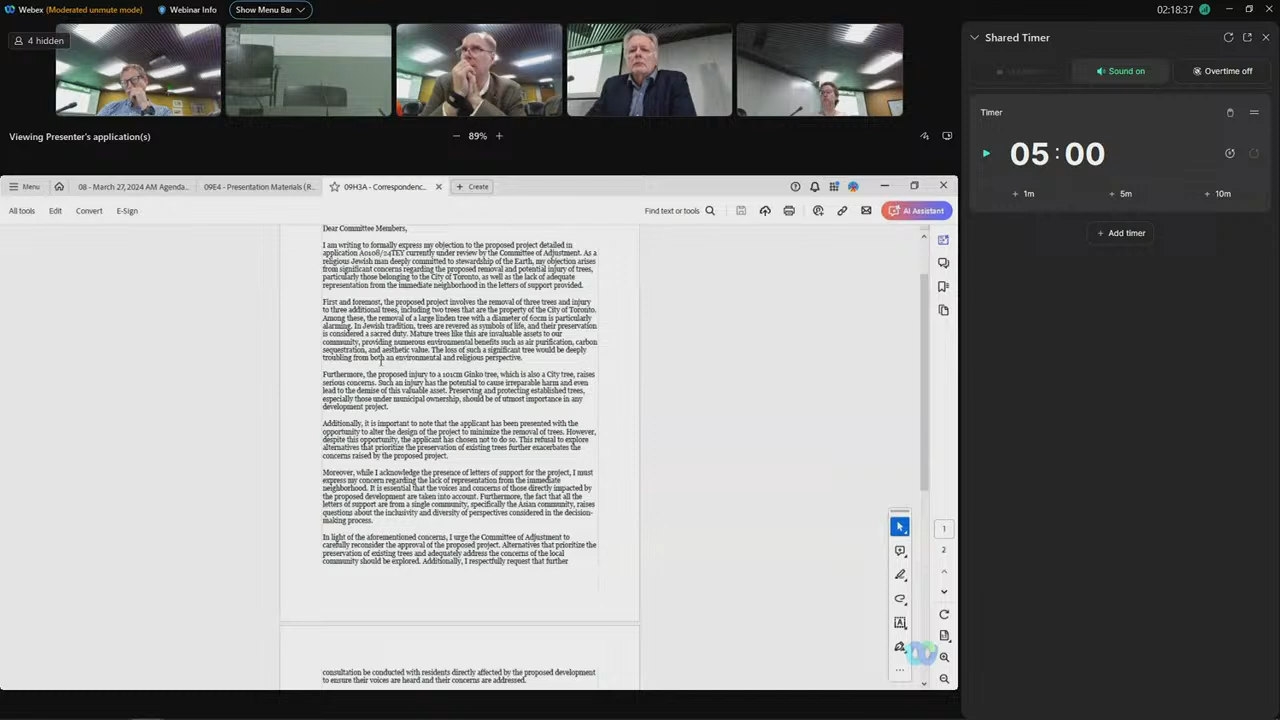 Webex (Moderated unmute mode) Webinar Info Show Menu Bar
02:18:37
4 hidden
Viewing Presenter's application(s)
89%
Shared Timer
Sound on
Overtime off
Timer
05:00
+ 1m + 5m + 10m
+ Add timer
Menu
08 - March 27, 2024 AM Agenda...
09E4 - Presentation Materials (R...
09H3A - Correspondenc...
+ Create
All tools Edit Convert E-Sign
Find text or tools
AI Assistant
Dear Committee Members,
I am writing to formally express my objection to the proposed project detailed in
application A0108/24TEY currently under review by the Committee of Adjustment. As a
religious Jewish man deeply committed to stewardship of the Earth, my objection arises
from significant concerns regarding the proposed removal and potential injury of trees,
particularly those belonging to the City of Toronto, as well as the lack of adequate
representation from the immediate neighborhood in the letters of support provided.
First and foremost, the proposed project involves the removal of three trees and injury
to three additional trees, including two trees that are the property of the City of Toronto.
Among these, the removal of a large linden tree with a diameter of 60cm is particularly
alarming. In Jewish tradition, trees are revered as symbols of life, and their preservation
is considered a sacred duty. Mature trees like this are invaluable assets to our
community, providing numerous environmental benefits such as air purification, carbon
sequestration, and aesthetic value. The loss of such a significant tree would be deeply
troubling from both an environmental and religious perspective.
Furthermore, the proposed injury to a 101cm Ginko tree, which is also a City tree, raises
serious concerns. Such an injury has the potential to cause irreparable harm and even
lead to the demise of this valuable asset. Preserving and protecting established trees,
especially those under municipal ownership, should be of utmost importance in any
development project.
Additionally, it is important to note that the applicant has been presented with the
opportunity to alter the design of the project to minimize the removal of trees. However,
despite this opportunity, the applicant has chosen not to do so. This refusal to explore
alternatives that prioritize the preservation of existing trees further exacerbates the
concerns raised by the proposed project.
Moreover, while I acknowledge the presence of letters of support for the project, I must
express my concern regarding the lack of representation from the immediate
neighborhood. It is essential that the voices and concerns of those directly impacted by
the proposed development are taken into account. Furthermore, the fact that all the
letters of support are from a single community, specifically the Asian community, raises
questions about the inclusivity and diversity of perspectives considered in the decision-
making process.
In light of the aforementioned concerns, I urge the Committee of Adjustment to
carefully reconsider the approval of the proposed project. Alternatives that prioritize the
preservation of existing trees and adequately address the concerns of the local
community should be explored. Additionally, I respectfully request that further
consultation be conducted with residents directly affected by the proposed development
to ensure their voices are heard and their concerns are addressed.
1
2